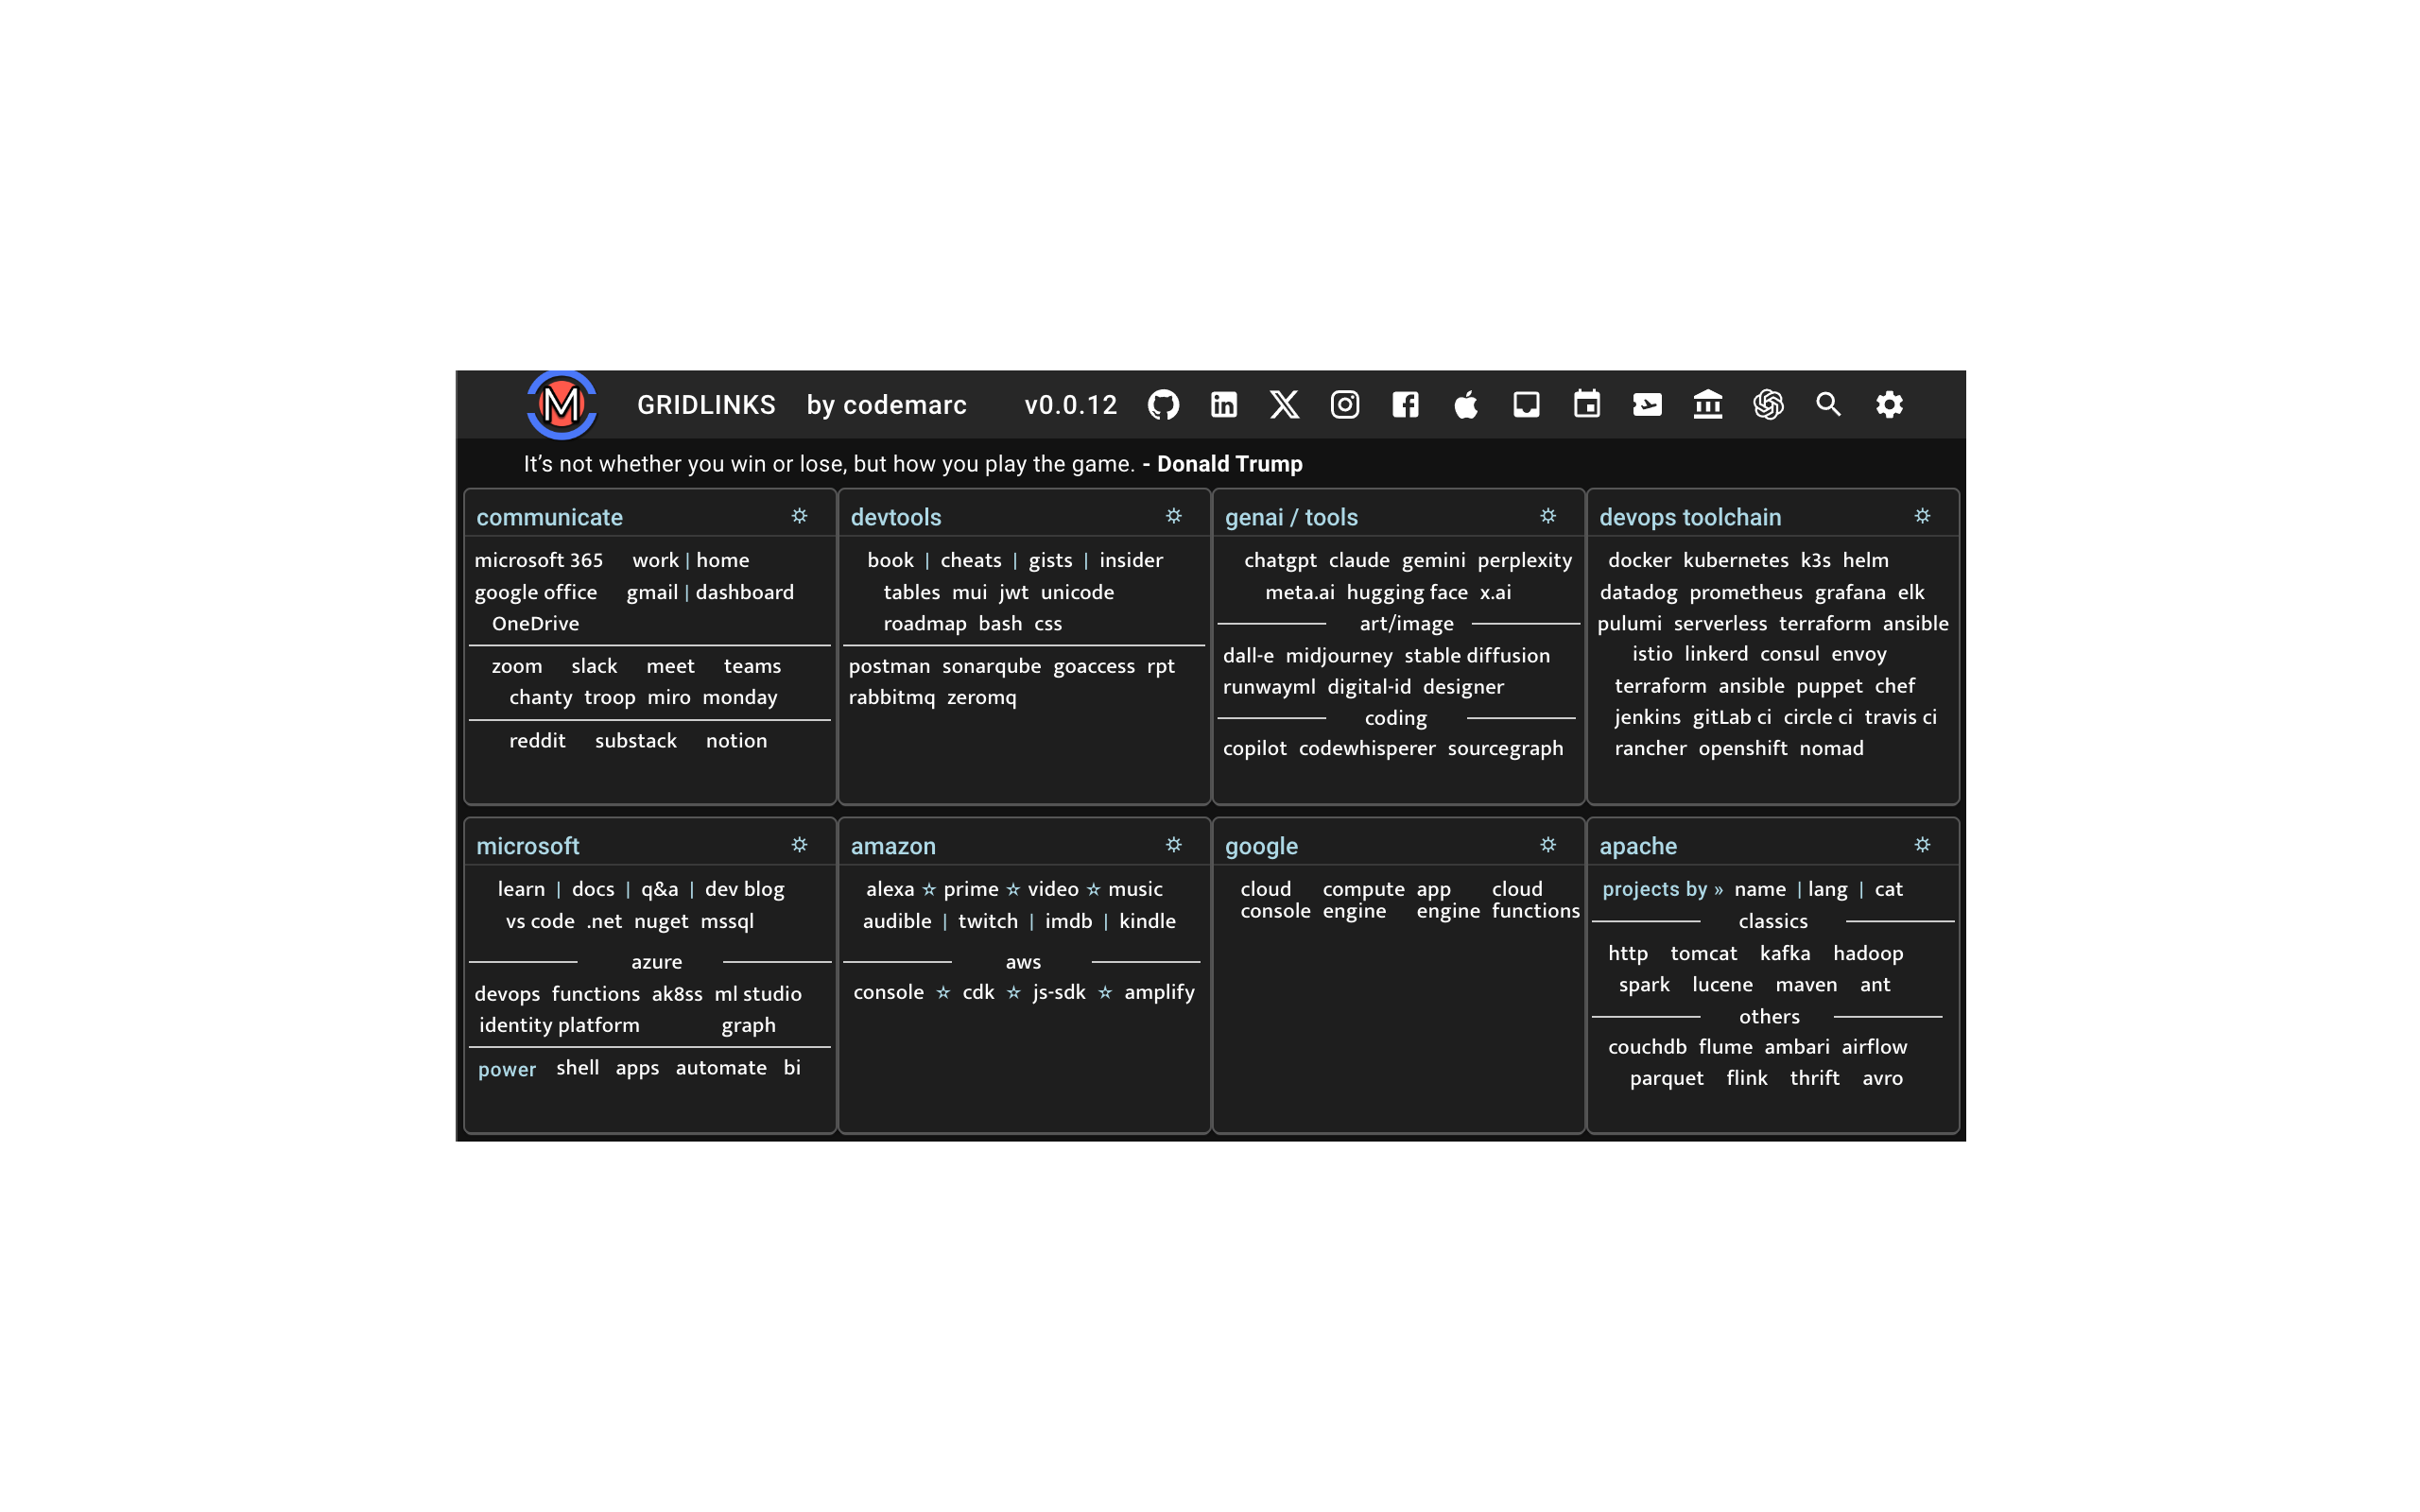 M GRIDLINKS by codemarc v0.0.12
It’s not whether you win or lose, but how you play the game. - Donald Trump
communicate
microsoft 365 work | home
google office gmail | dashboard
OneDrive
zoom slack meet teams
chanty troop miro monday
reddit substack notion
devtools
book | cheats | gists | insider
tables mui jwt unicode
roadmap bash css
postman sonarqube goaccess rpt
rabbitmq zeromq
genai / tools
chatgpt claude gemini perplexity
meta.ai hugging face x.ai
art/image
dall-e midjourney stable diffusion
runwayml digital-id designer
coding
copilot codewhisperer sourcegraph
devops toolchain
docker kubernetes k3s helm
datadog prometheus grafana elk
pulumi serverless terraform ansible
istio linkerd consul envoy
terraform ansible puppet chef
jenkins gitLab ci circle ci travis ci
rancher openshift nomad
microsoft
learn | docs | q&a | dev blog
vs code .net nuget mssql
azure
devops functions ak8ss ml studio
identity platform graph
power shell apps automate bi
amazon
alexa ☆ prime ☆ video ☆ music
audible | twitch | imdb | kindle
aws
console ☆ cdk ☆ js-sdk ☆ amplify
google
cloud compute app cloud
console engine engine functions
apache
projects by » name | lang | cat
classics
http tomcat kafka hadoop
spark lucene maven ant
others
couchdb flume ambari airflow
parquet flink thrift avro